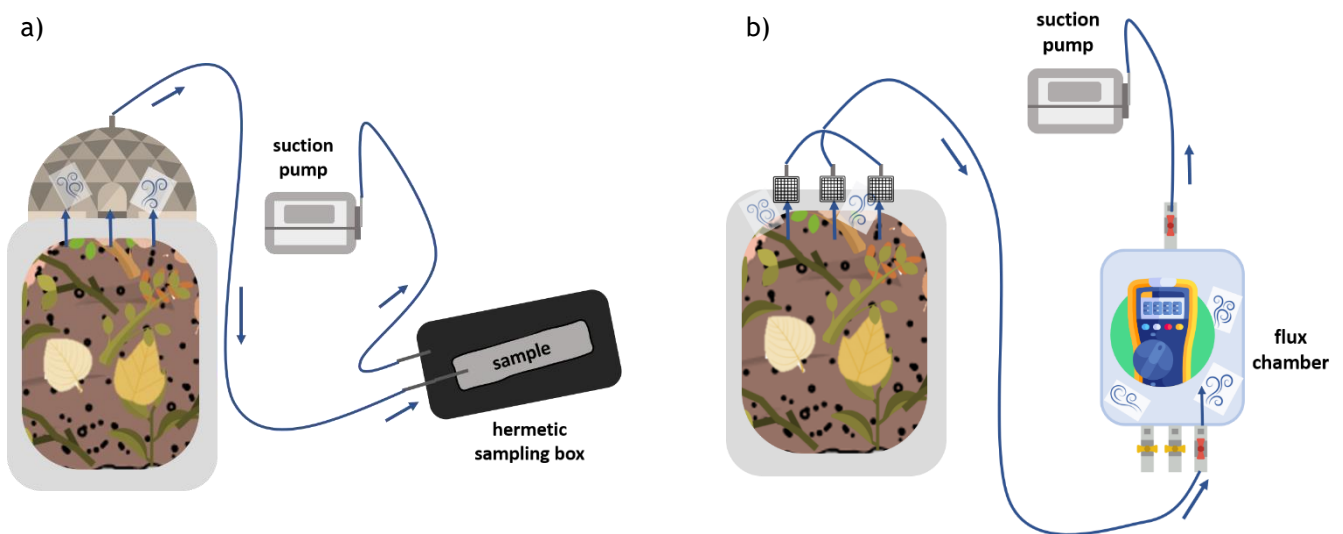 a)
suction
pump
sample
hermetic
sampling box
b)
suction
pump
flux
chamber